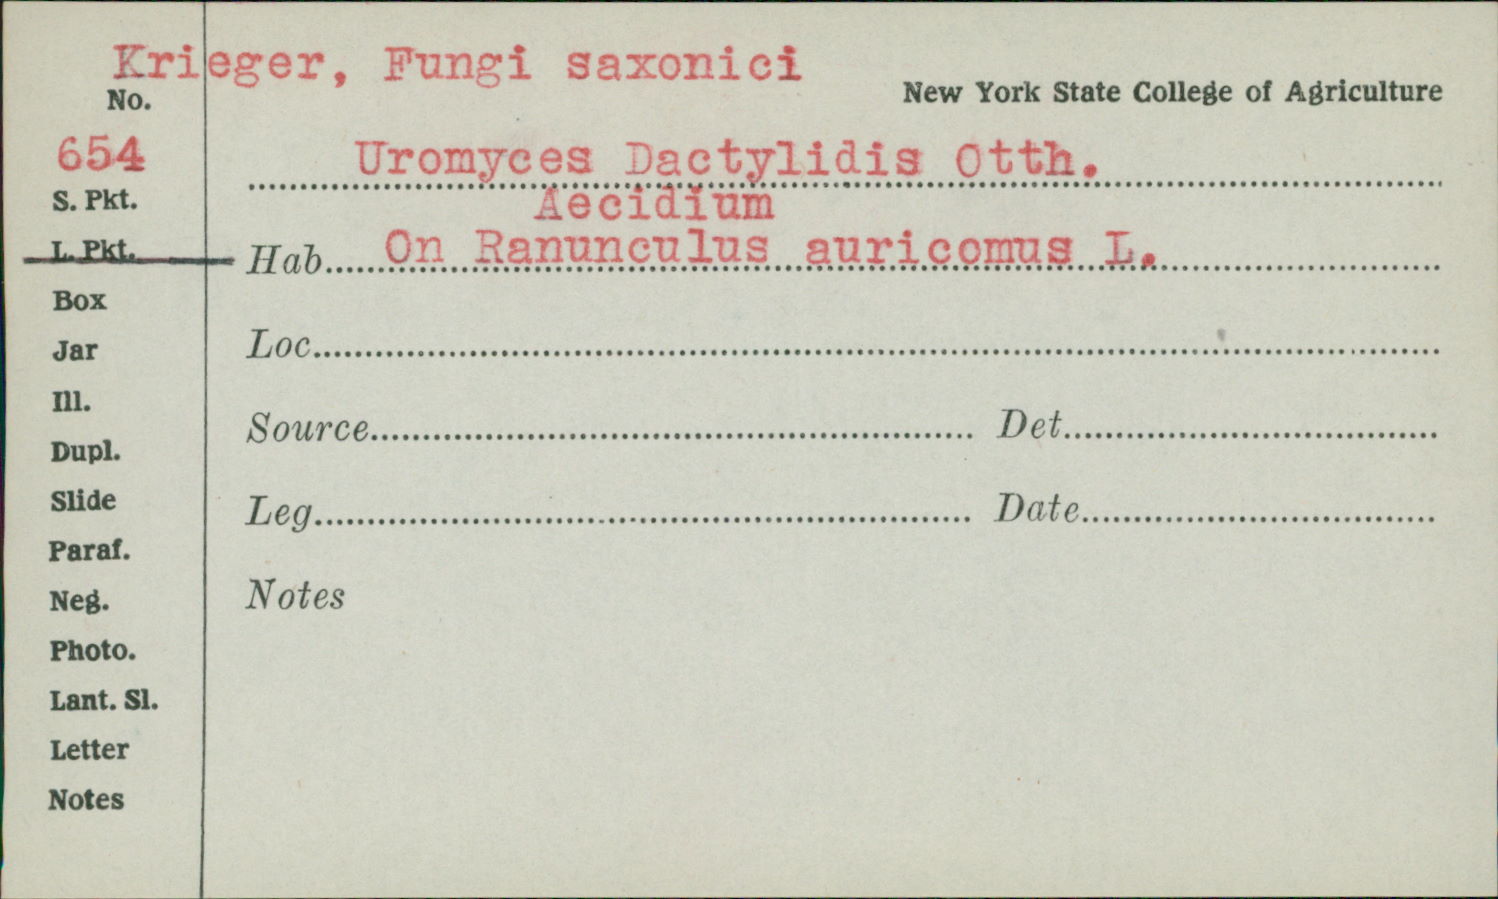 Krieger, Fungi saxonici
New York State College of Agriculture
No.
654
Uromyces Dactylidis Otth.
Aecidium
Hab. On Ranunculus auricomus L.
Loc.
Source Det.
Leg. Date
Notes
S. Pkt.
L. Pkt.
Box
Jar
Ill.
Dupl.
Slide
Paraf.
Neg.
Photo.
Lant. Sl.
Letter
Notes